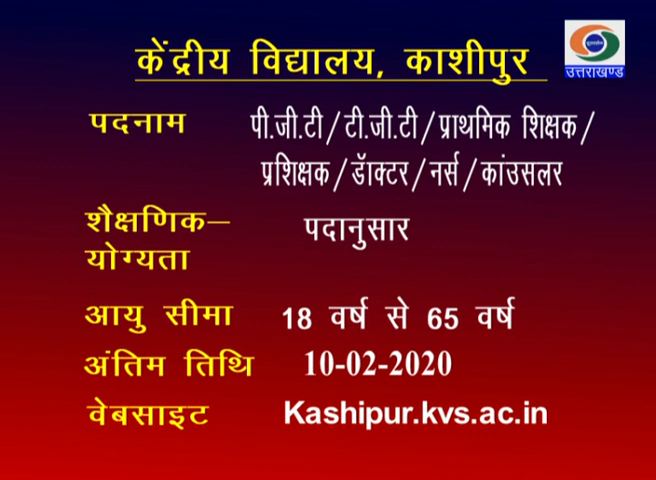 केंद्रीय विद्यालय, काशीपुर
उत्तराखण्ड
पदनाम पी.जी.टी/टी.जी.टी/प्राथमिक शिक्षक/
प्रशिक्षक/डॅाक्टर/नर्स/कांउसलर
शैक्षणिक– पदानुसार
योग्यता
आयु सीमा 18 वर्ष से 65 वर्ष
अंतिम तिथि 10-02-2020
वेबसाइट Kashipur.kvs.ac.in